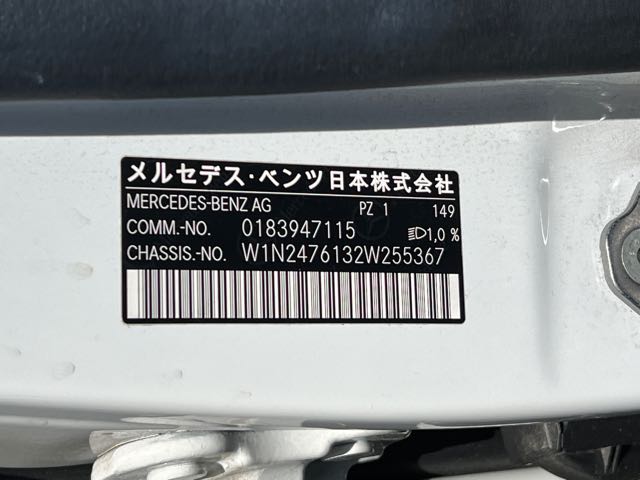 メルセデス・ベンツ日本株式会社
MERCEDES-BENZ AG PZ 1 149
COMM.-NO. 0183947115 1,0 %
CHASSIS.-NO. W1N2476132W255367